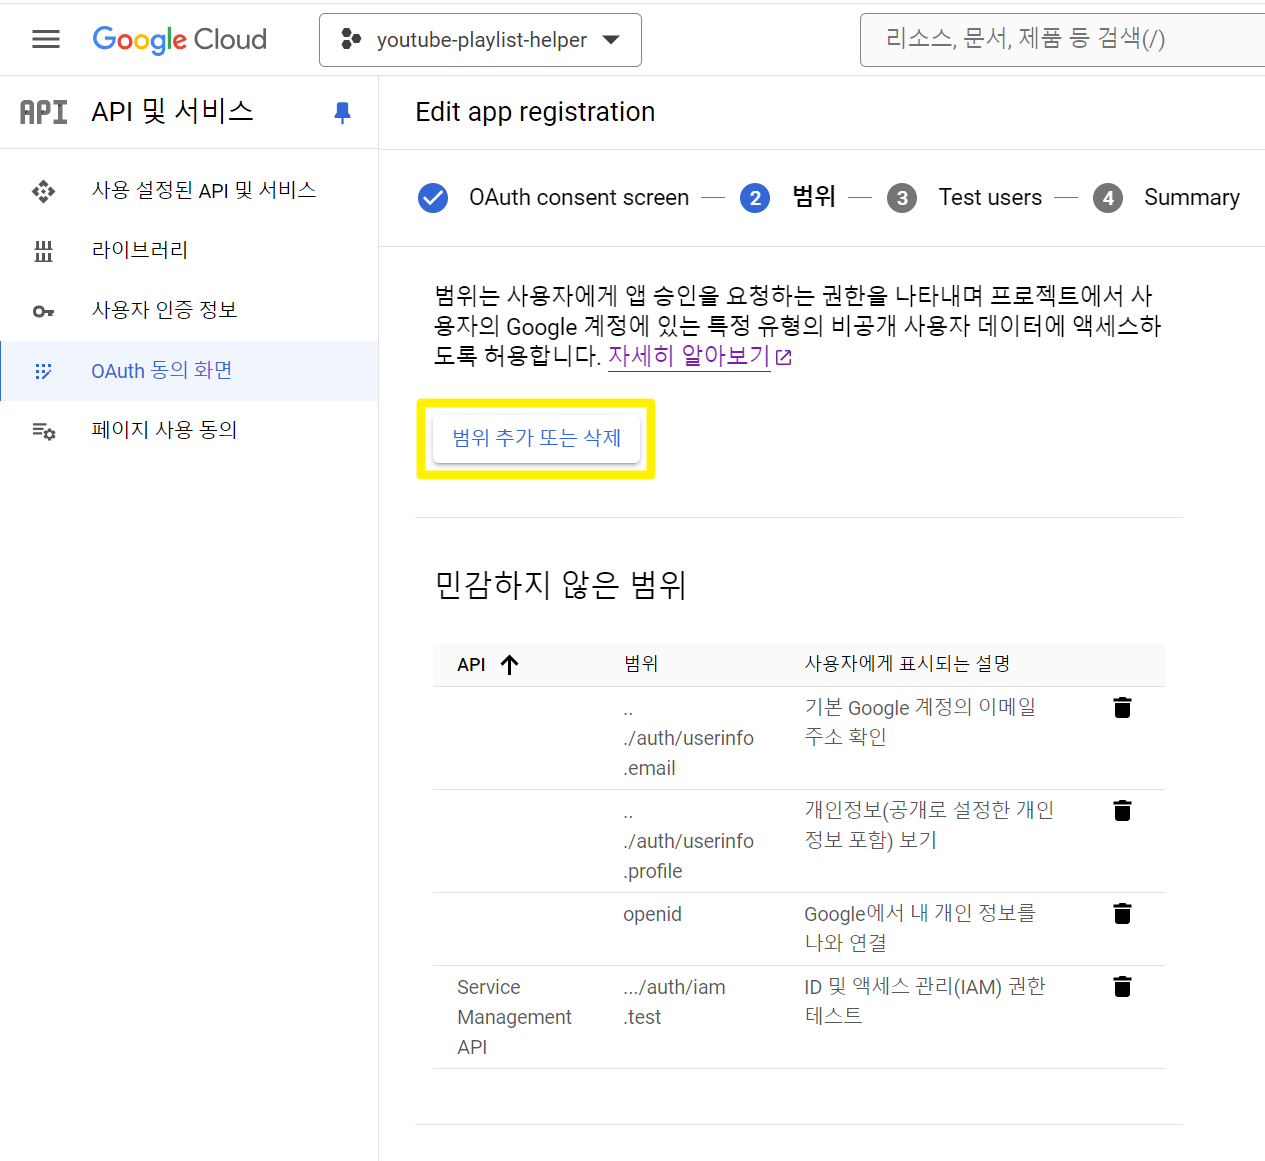 Google Cloud
youtube-playlist-helper
리소스, 문서, 제품 등 검색(/)
API
API 및 서비스
Edit app registration
사용 설정된 API 및 서비스
라이브러리
사용자 인증 정보
OAuth 동의 화면
페이지 사용 동의
OAuth consent screen
2 범위
3 Test users
4 Summary
범위는 사용자에게 앱 승인을 요청하는 권한을 나타내며 프로젝트에서 사
용자의 Google 계정에 있는 특정 유형의 비공개 사용자 데이터에 액세스하
도록 허용합니다. 자세히 알아보기
범위 추가 또는 삭제
민감하지 않은 범위
API 범위 사용자에게 표시되는 설명
.. 기본 Google 계정의 이메일
./auth/userinfo 주소 확인
.email
.. 개인정보(공개로 설정한 개인
./auth/userinfo 정보 포함) 보기
.profile
openid Google에서 내 개인 정보를
나와 연결
Service .../auth/iam ID 및 액세스 관리(IAM) 권한
Management .test 테스트
API